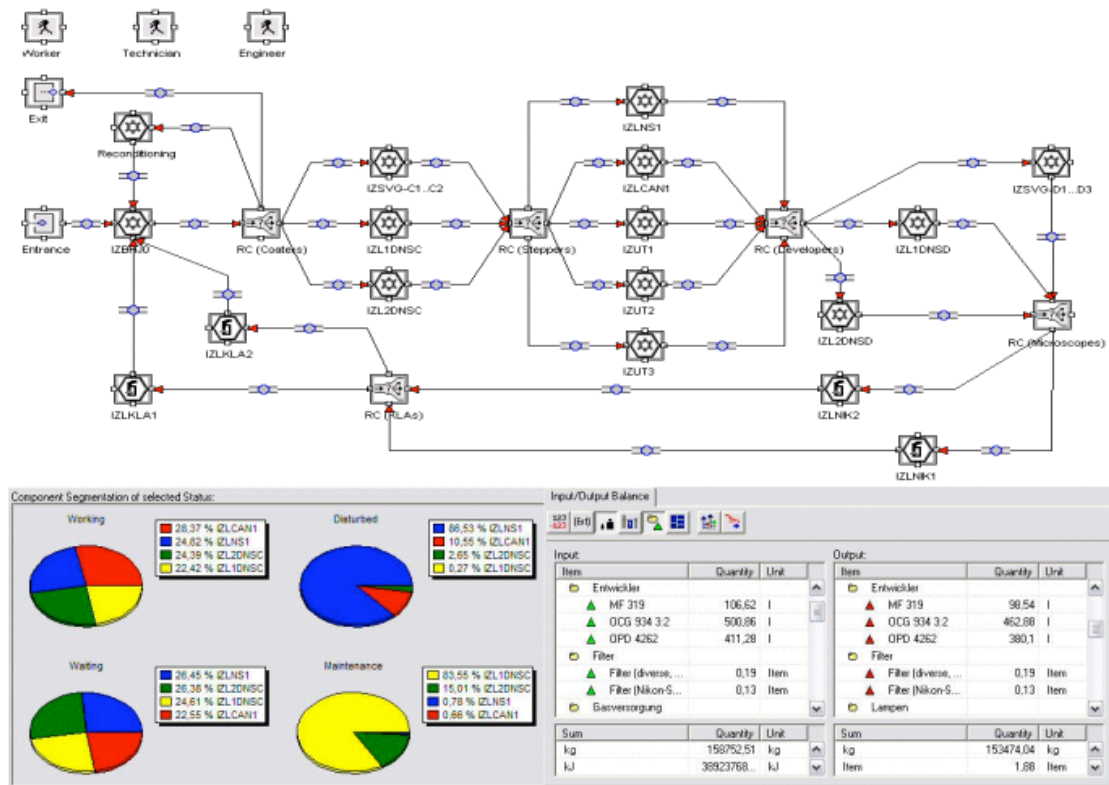 Worker
Technician
Engineer
Exit
Reconditioning
IZLNS1
IZSVG-C1..C2
IZLCAN1
IZSVG-D1...D3
Entrance
RC (Coaters)
IZL1DNSC
RC (Steppers)
IZUT1
RC (Developers)
IZL1DNSD
IZL2DNSC
IZUT2
IZLKLA2
IZUT3
IZL2DNSD
RC (Microscopes)
IZLKLA1
RC (KLAs)
IZLNIK2
IZLNIK1
Component Segmentation of selected Status:
Working
28,37 % IZLCAN1
24,82 % IZLNS1
24,39 % IZL2DNSC
22,42 % IZL1DNSC
Disturbed
86,53 % IZLNS1
10,55 % IZLCAN1
2,65 % IZL2DNSC
0,27 % IZL1DNSC
Waiting
26,45 % IZLNS1
26,38 % IZL2DNSC
24,61 % IZL1DNSC
22,55 % IZLCAN1
Maintenance
83,55 % IZL1DNSC
15,01 % IZL2DNSC
0,78 % IZLNS1
0,66 % IZLCAN1
Input/Output Balance
123
-123
(Ext)
Input:
Item Quantity Unit
Entwickler
MF 319 106,62 l
OCG 934 3:2 500,86 l
OPD 4262 411,28 l
Filter
Filter (diverse, ... 0,19 Item
Filter (Nikon-S... 0,13 Item
Gasversorgung
Sum Quantity Unit
kg 158752,51 kg
kJ 38923768... kJ
Output:
Item Quantity Unit
Entwickler
MF 319 98,54 l
OCG 934 3:2 462,88 l
OPD 4262 380,1 l
Filter
Filter (diverse, ... 0,19 Item
Filter (Nikon-S... 0,13 Item
Lampen
Sum Quantity Unit
kg 153474,04 kg
Item 1,88 Item